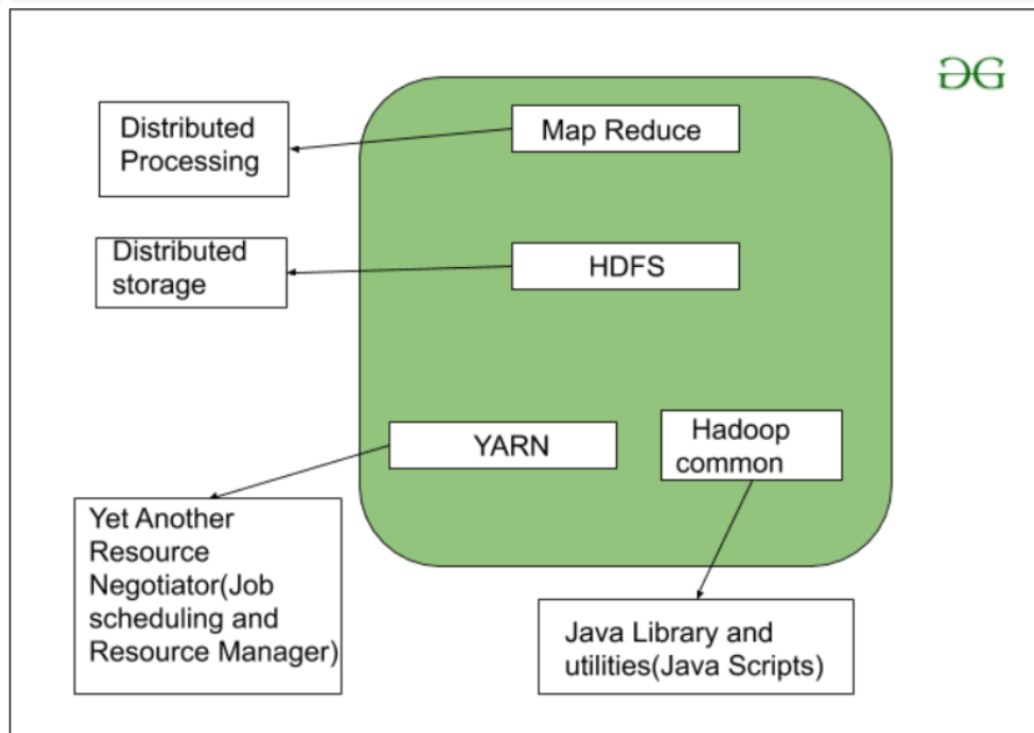 Distributed
Processing
Map Reduce
Distributed
storage
HDFS
YARN
Hadoop
common
Yet Another
Resource
Negotiator(Job
scheduling and
Resource Manager)
Java Library and
utilities(Java Scripts)